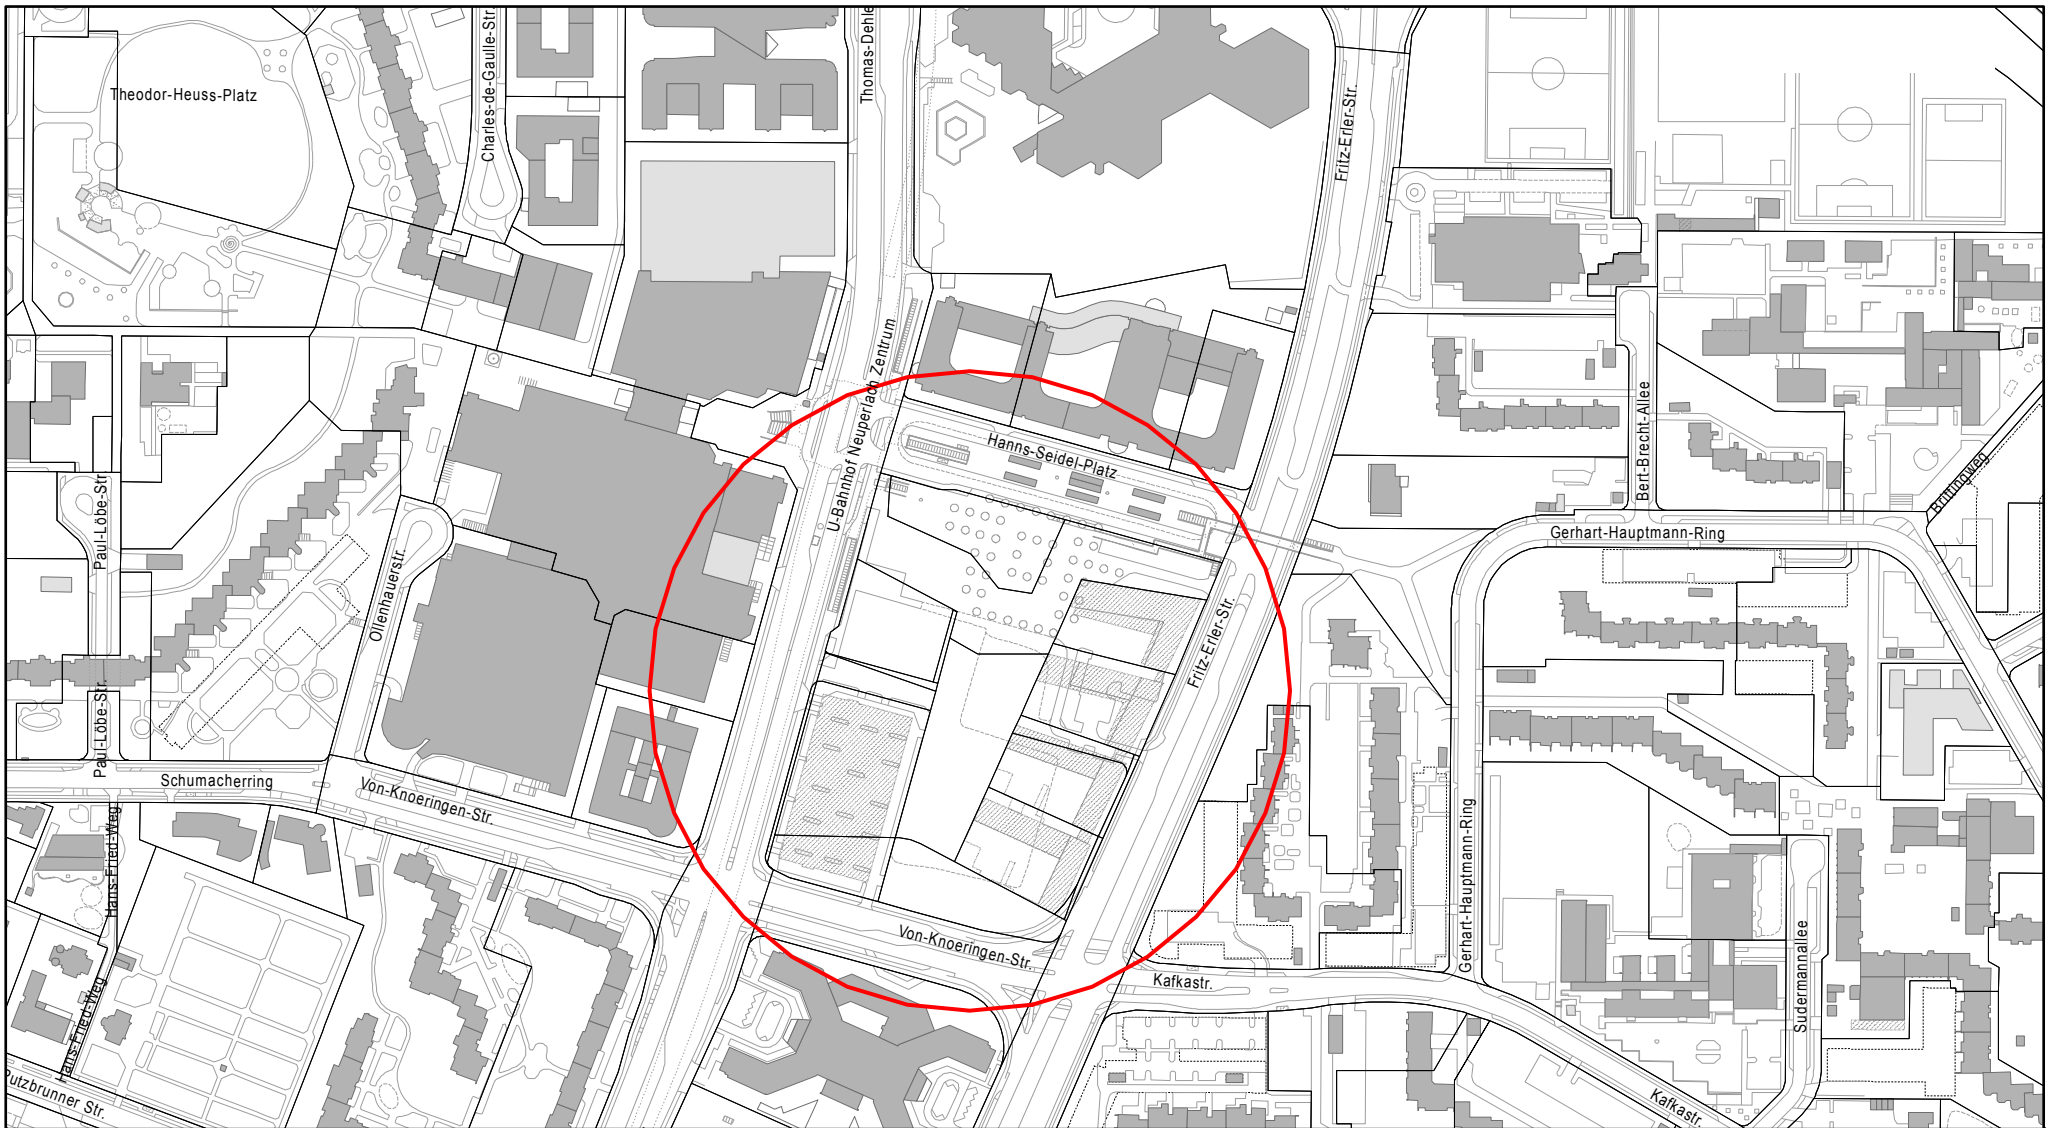 Theodor-Heuss-Platz
Charles-de-Gaulle-Str.
Thomas-Dehle
Fritz-Erler-Str.
U-Bahnhof Neuperlach Zentrum
Hanns-Seidel-Platz
Bert-Brecht-Allee
Brittingweg
Paul-Löbe-Str.
Ollenhauerstr.
Gerhart-Hauptmann-Ring
Fritz-Erler-Str.
Paul-Löbe-Str.
Schumacherring
Von-Knoeringen-Str.
Hans-Fried-Weg
Gerhart-Hauptmann-Ring
Von-Knoeringen-Str.
Kafkastr.
Sudermannallee
Hans-Fried-Weg
Putzbrunner Str.
Kafkastr.